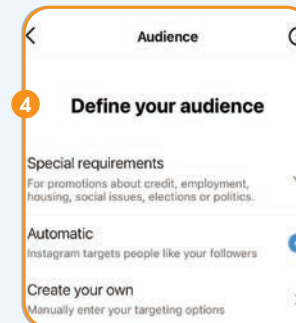 Audience
4
Define your audience
Special requirements
For promotions about credit, employment,
housing, social issues, elections or politics.
Automatic
Instagram targets people like your followers
Create your own
Manually enter your targeting options